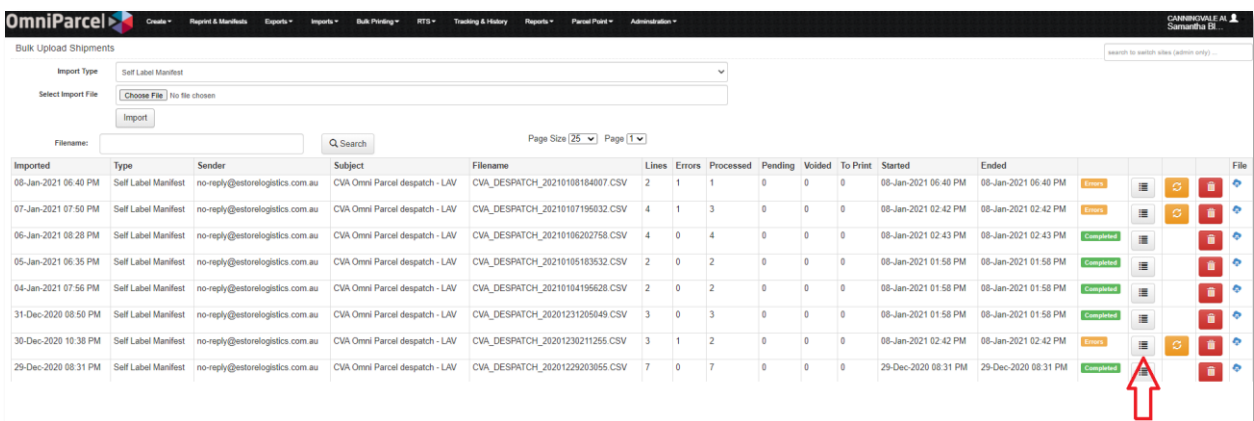 OmniParcel Create Reprint & Manifests Exports Imports Bulk Printing RTS Tracking & History Reports Parcel Point Adminstration CANNINGVALE AL
Samantha Bl...
Bulk Upload Shipments
search to switch sites (admin only) ...
Import Type Self Label Manifest
Select Import File Choose File No file chosen
Import
Filename: Search Page Size 25 Page 1
Imported Type Sender Subject Filename Lines Errors Processed Pending Voided To Print Started Ended File
08-Jan-2021 06:40 PM Self Label Manifest no-reply@estorelogistics.com.au CVA Omni Parcel despatch - LAV CVA_DESPATCH_20210108184007.CSV 2 1 1 0 0 0 08-Jan-2021 06:40 PM 08-Jan-2021 06:40 PM Errors
07-Jan-2021 07:50 PM Self Label Manifest no-reply@estorelogistics.com.au CVA Omni Parcel despatch - LAV CVA_DESPATCH_20210107195032.CSV 4 1 3 0 0 0 08-Jan-2021 02:42 PM 08-Jan-2021 02:42 PM Errors
06-Jan-2021 08:28 PM Self Label Manifest no-reply@estorelogistics.com.au CVA Omni Parcel despatch - LAV CVA_DESPATCH_20210106202758.CSV 4 0 4 0 0 0 08-Jan-2021 02:43 PM 08-Jan-2021 02:43 PM Completed
05-Jan-2021 06:35 PM Self Label Manifest no-reply@estorelogistics.com.au CVA Omni Parcel despatch - LAV CVA_DESPATCH_20210105183532.CSV 2 0 2 0 0 0 08-Jan-2021 01:58 PM 08-Jan-2021 01:58 PM Completed
04-Jan-2021 07:56 PM Self Label Manifest no-reply@estorelogistics.com.au CVA Omni Parcel despatch - LAV CVA_DESPATCH_20210104195628.CSV 2 0 2 0 0 0 08-Jan-2021 01:58 PM 08-Jan-2021 01:58 PM Completed
31-Dec-2020 08:50 PM Self Label Manifest no-reply@estorelogistics.com.au CVA Omni Parcel despatch - LAV CVA_DESPATCH_20201231205049.CSV 3 0 3 0 0 0 08-Jan-2021 01:58 PM 08-Jan-2021 01:58 PM Completed
30-Dec-2020 10:38 PM Self Label Manifest no-reply@estorelogistics.com.au CVA Omni Parcel despatch - LAV CVA_DESPATCH_20201230211255.CSV 3 1 2 0 0 0 08-Jan-2021 02:42 PM 08-Jan-2021 02:42 PM Errors
29-Dec-2020 08:31 PM Self Label Manifest no-reply@estorelogistics.com.au CVA Omni Parcel despatch - LAV CVA_DESPATCH_20201229203055.CSV 7 0 7 0 0 0 29-Dec-2020 08:31 PM 29-Dec-2020 08:31 PM Completed